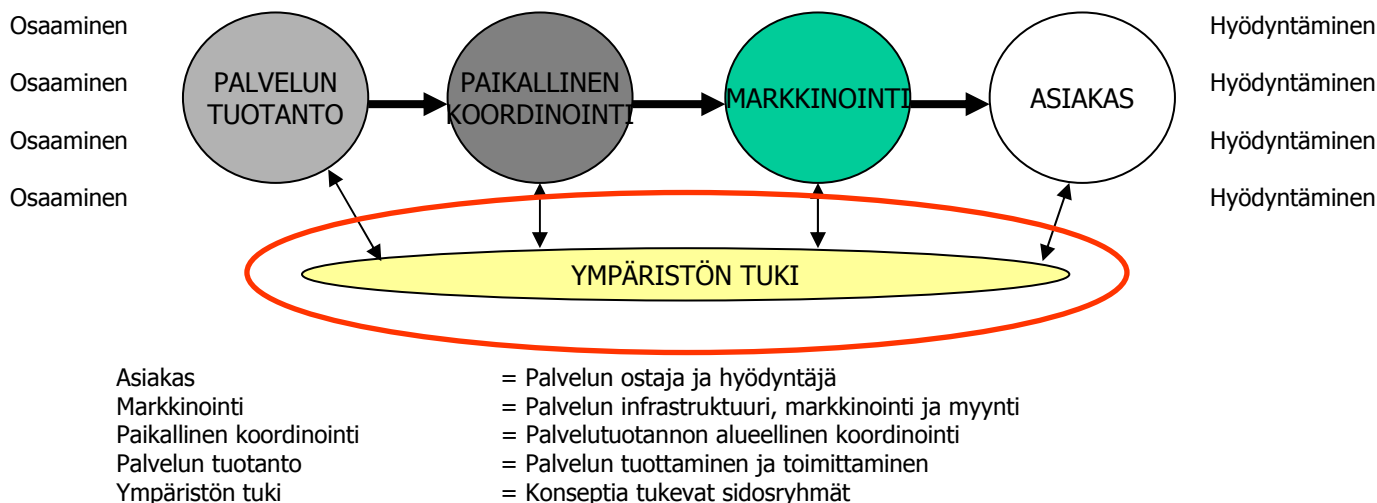 Osaaminen
Osaaminen
Osaaminen
Osaaminen
PALVELUN
TUOTANTO
PAIKALLINEN
KOORDINOINTI
MARKKINOINTI
ASIAKAS
Hyödyntäminen
Hyödyntäminen
Hyödyntäminen
Hyödyntäminen
YMPÄRISTÖN TUKI
Asiakas = Palvelun ostaja ja hyödyntäjä
Markkinointi = Palvelun infrastruktuuri, markkinointi ja myynti
Paikallinen koordinointi = Palvelutuotannon alueellinen koordinointi
Palvelun tuotanto = Palvelun tuottaminen ja toimittaminen
Ympäristön tuki = Konseptia tukevat sidosryhmät